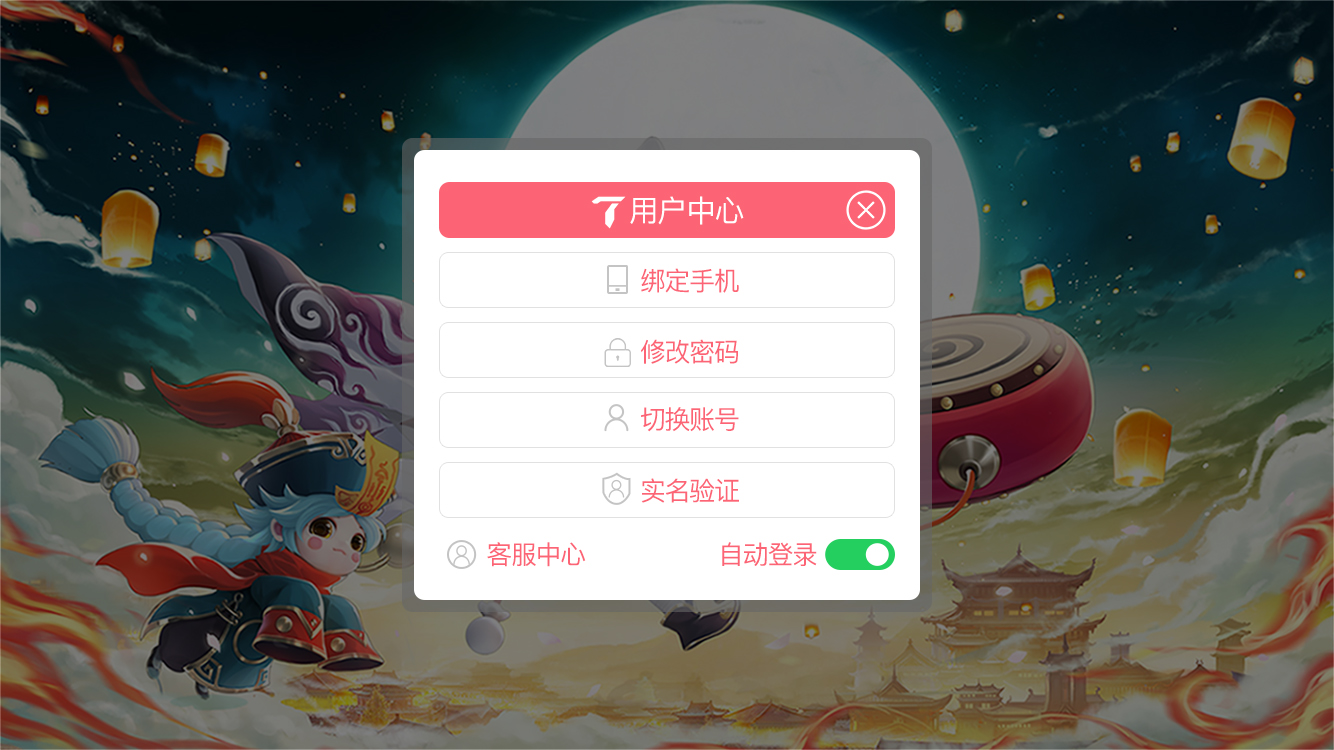 用户中心
绑定手机
修改密码
切换账号
实名验证
客服中心
自动登录